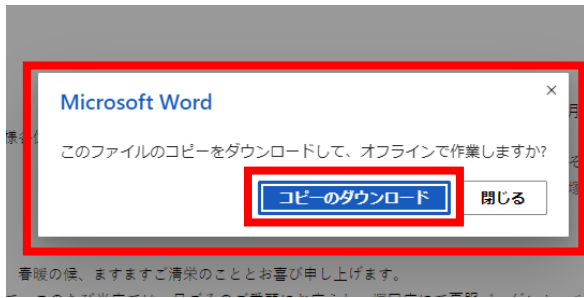 Microsoft Word
このファイルのコピーをダウンロードして、オフラインで作業しますか?
コピーのダウンロード
閉じる
春暖の候、ますますご清栄のこととお喜び申し上げます。